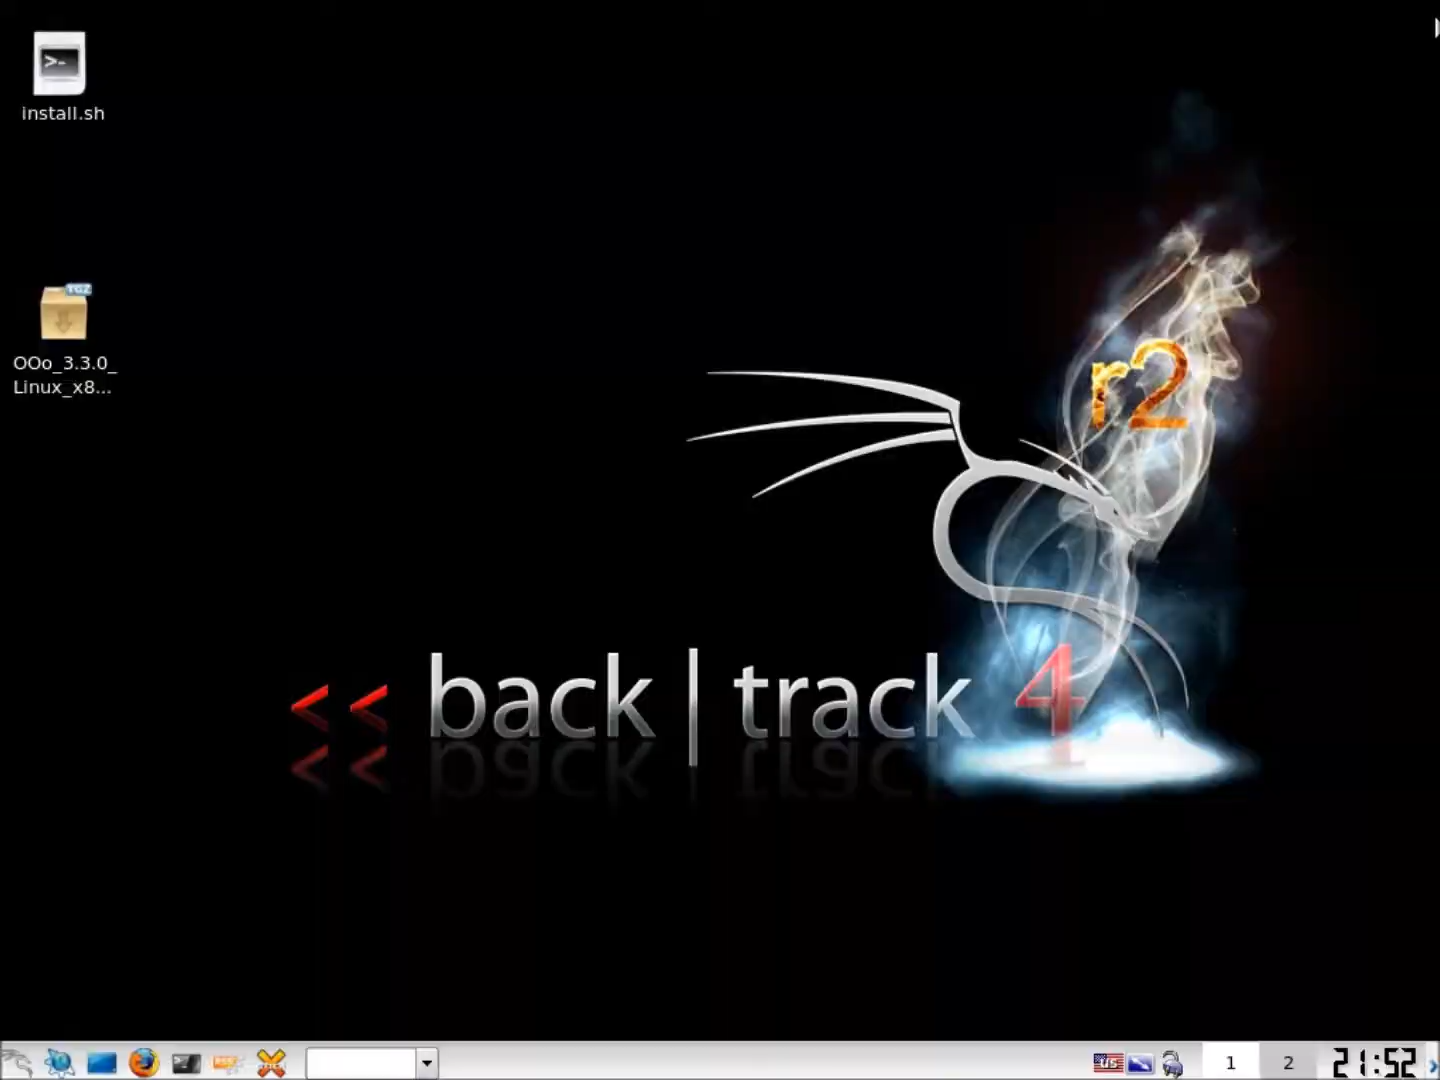 install.sh
OOo_3.3.0_
Linux_x8...
r2
<< back | track 4
1
2
21:52